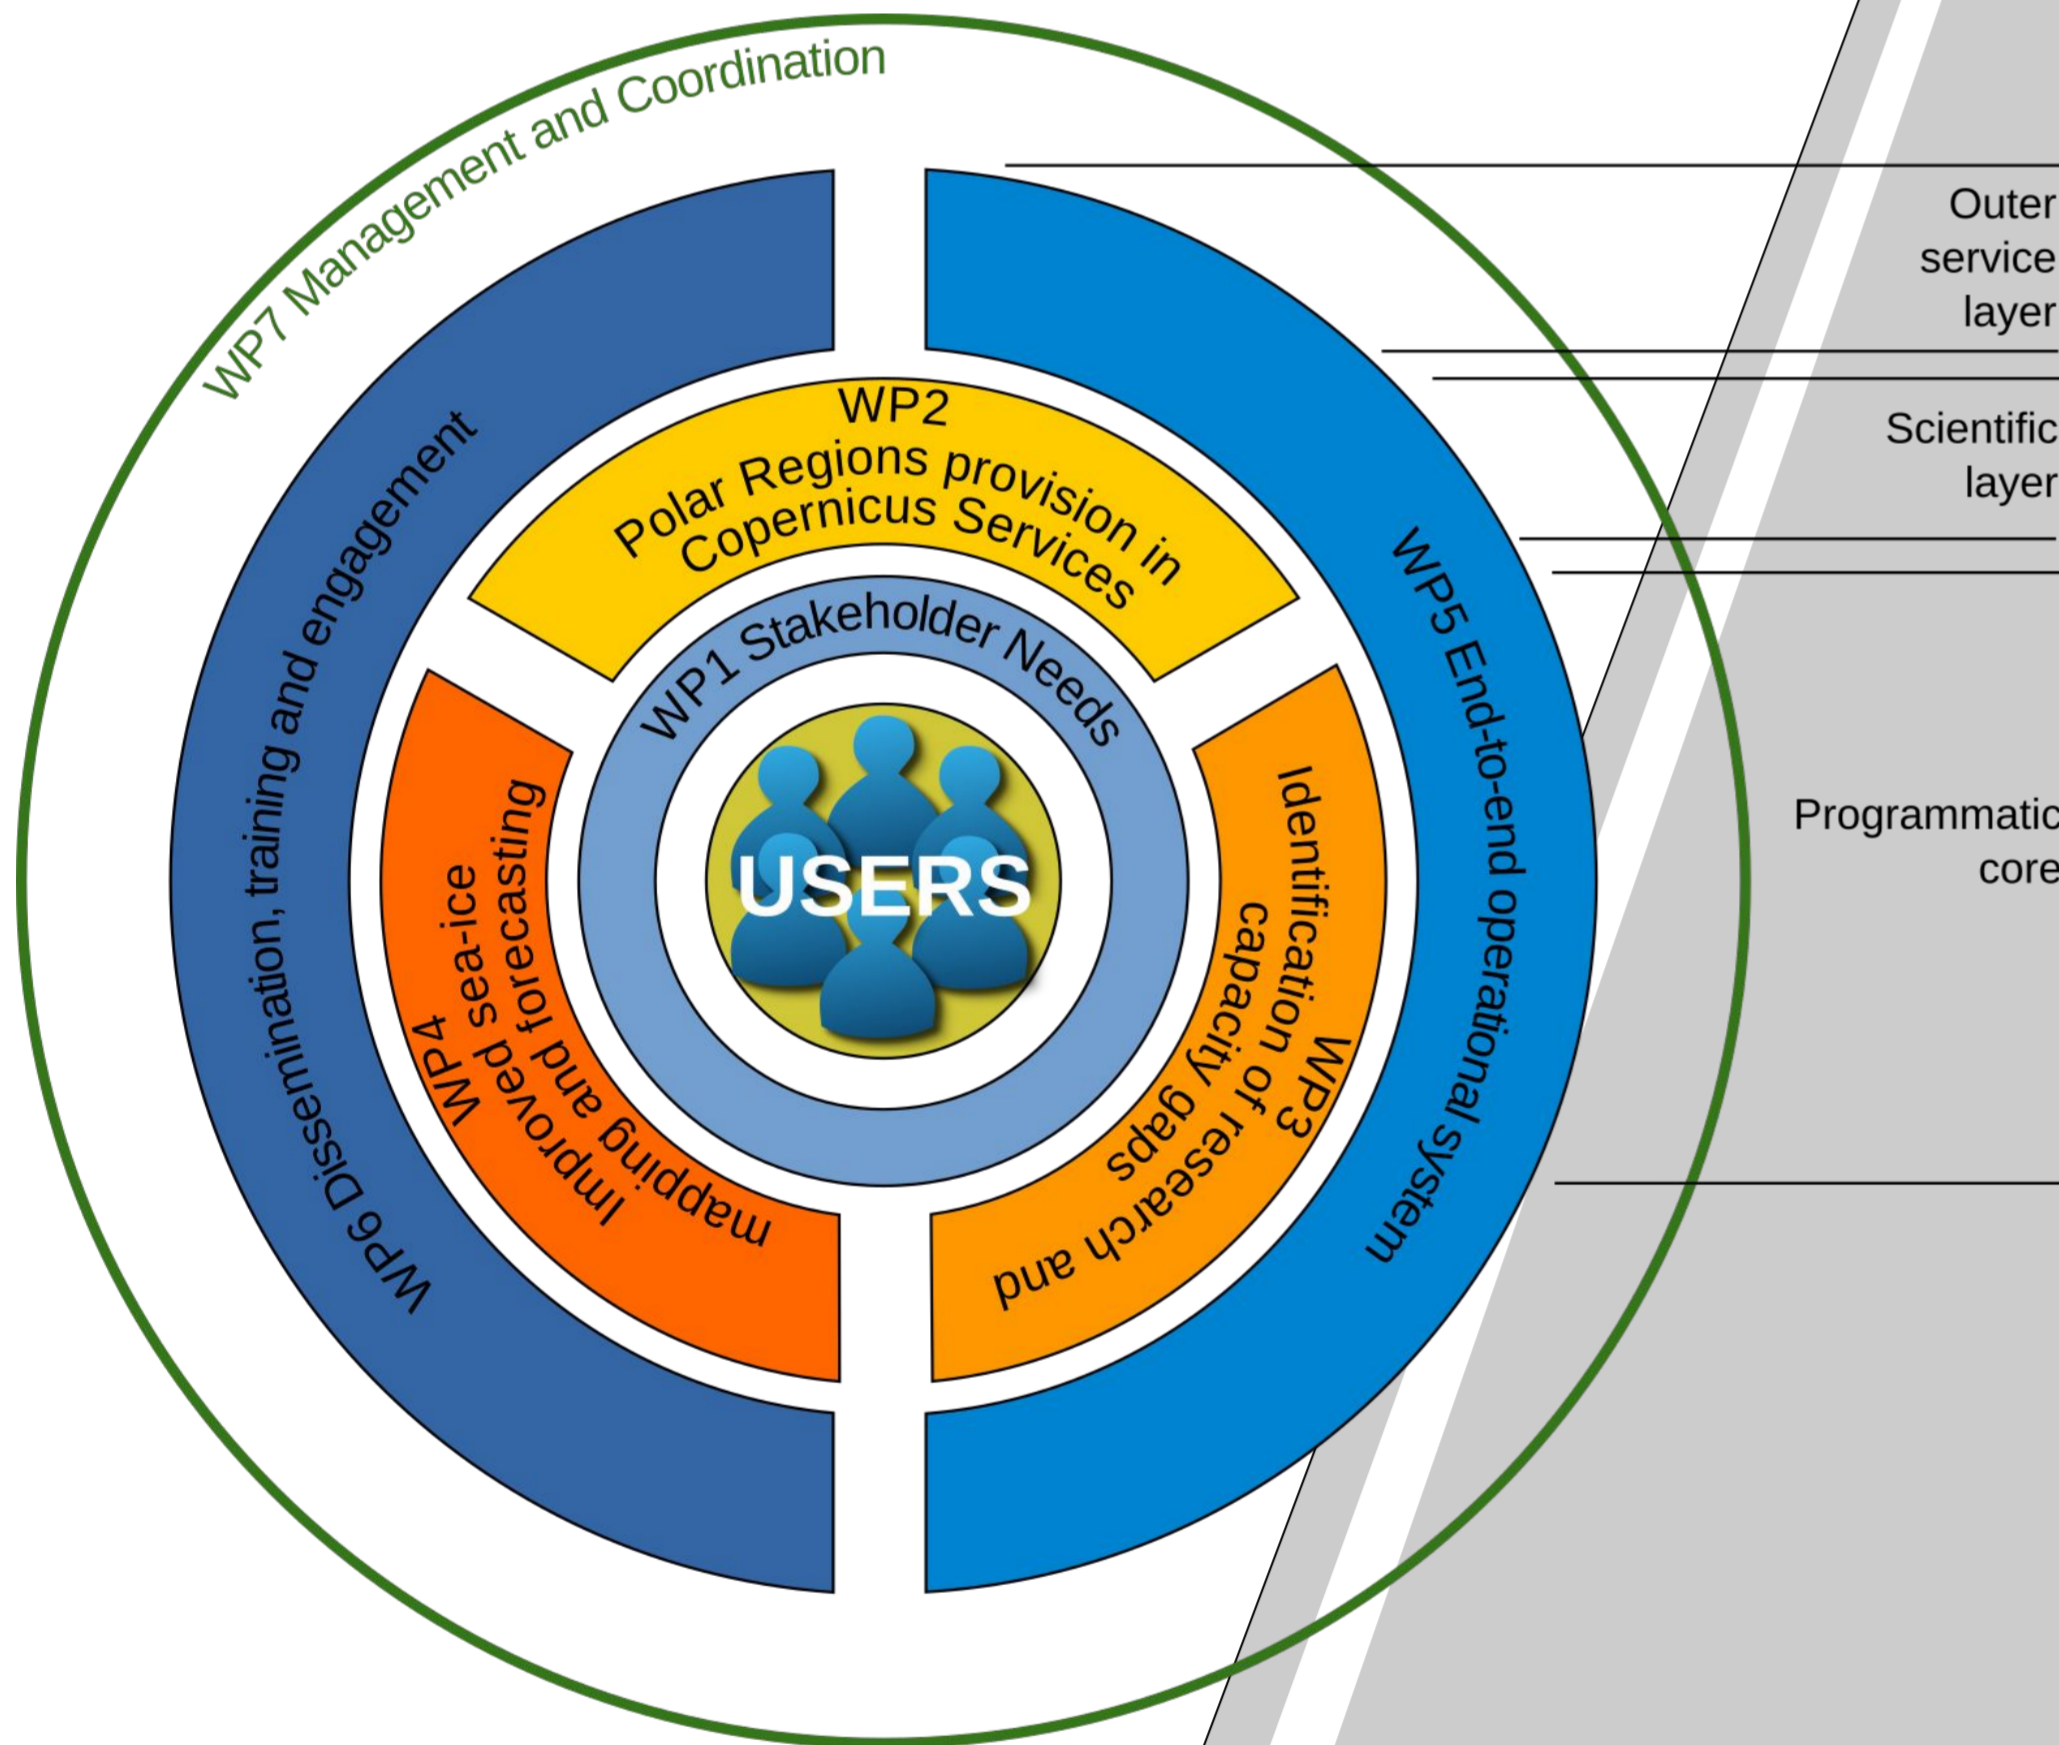 WP7 Management and Coordination
Outer
service
layer
Scientific
layer
Programmatic
core
WP6 Dissemination, training and engagement
WP5 End-to-end operational system
WP2
Polar Regions provision in
Copernicus Services
WP1 Stakeholder Needs
USERS
WP3
Identification of research and
capacity gaps
WP4
Improved sea-ice
mapping and forecasting